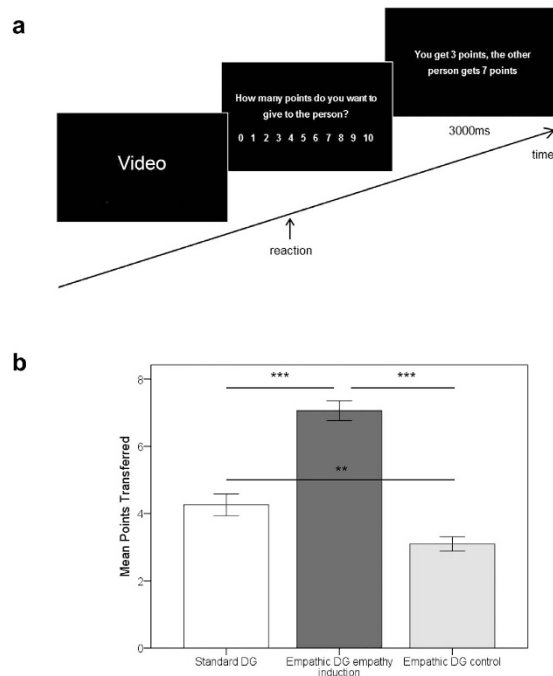 a
Video
How many points do you want to
give to the person?
0 1 2 3 4 5 6 7 8 9 10
You get 3 points, the other
person gets 7 points
3000ms
time
reaction
b
Mean Points Transferred
8
6
4
2
0
***
***
**
Standard DG
Empathic DG empathy
induction
Empathic DG control